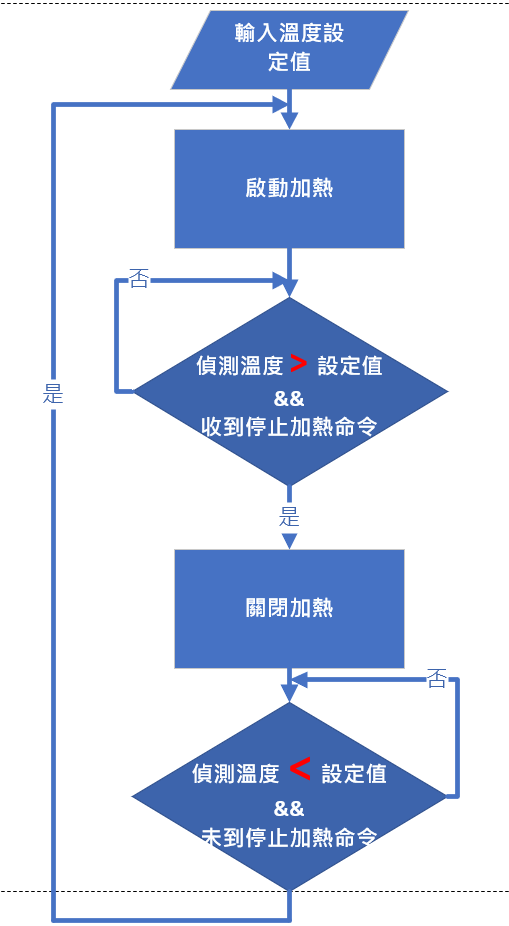 輸入溫度設
定值
啟動加熱
否
偵測溫度 > 設定值
&&
收到停止加熱命令
是
是
關閉加熱
否
偵測溫度 < 設定值
&&
未到停止加熱命令